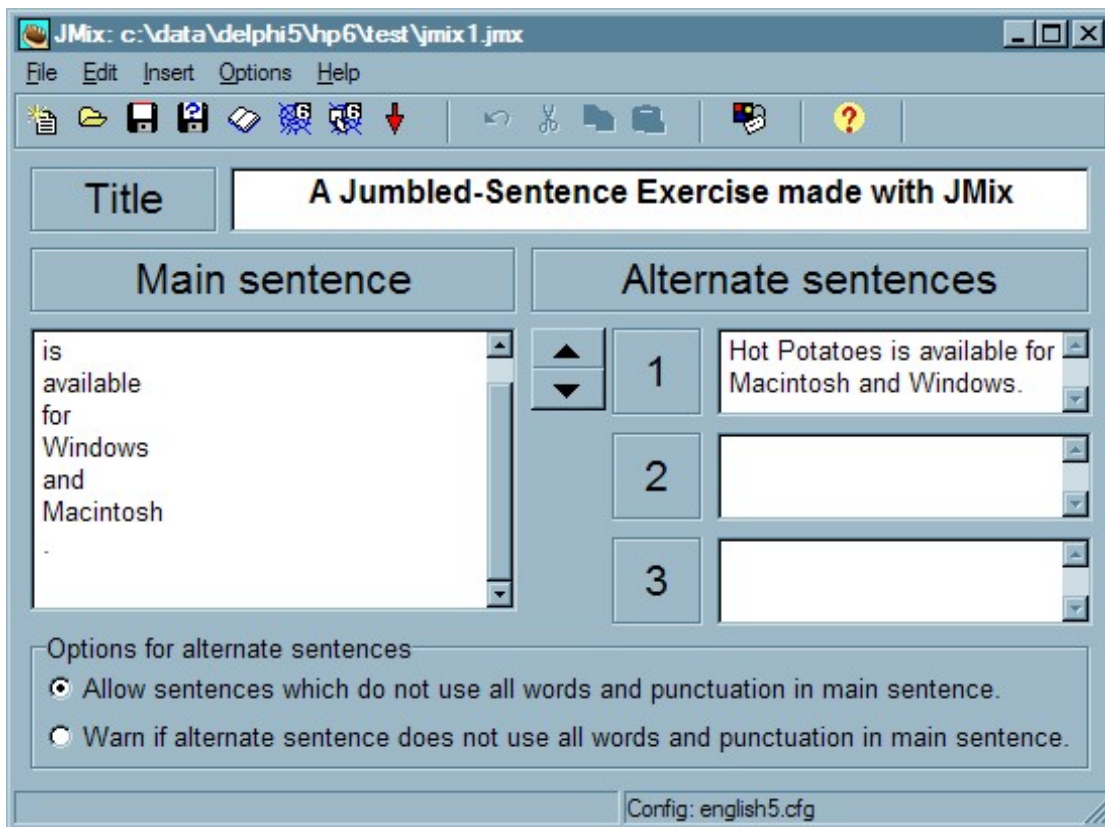 JMix: c:\data\delphi5\hp6\test\jmix1.jmx
File Edit Insert Options Help
Title
A Jumbled-Sentence Exercise made with JMix
Main sentence
Alternate sentences
is
available
for
Windows
and
Macintosh
.
1
Hot Potatoes is available for
Macintosh and Windows.
2
3
Options for alternate sentences
Allow sentences which do not use all words and punctuation in main sentence.
Warn if alternate sentence does not use all words and punctuation in main sentence.
Config: english5.cfg